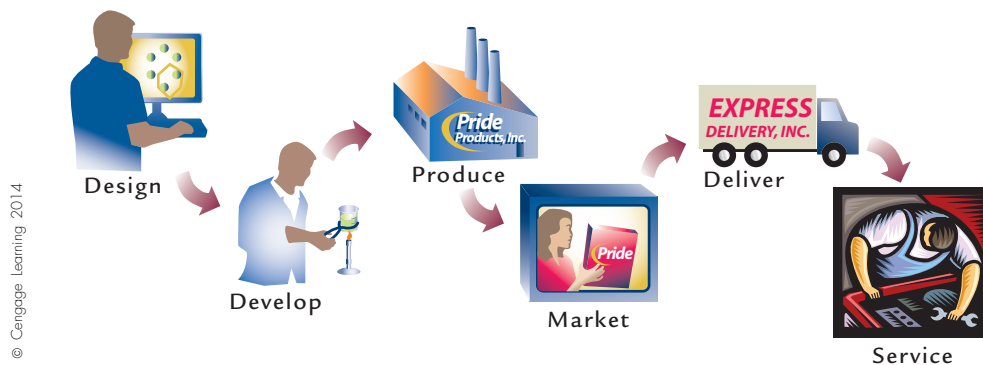 Design
Develop
Pride
Products, Inc.
Produce
Pride
Market
EXPRESS
DELIVERY, INC.
Deliver
Service
© Cengage Learning 2014